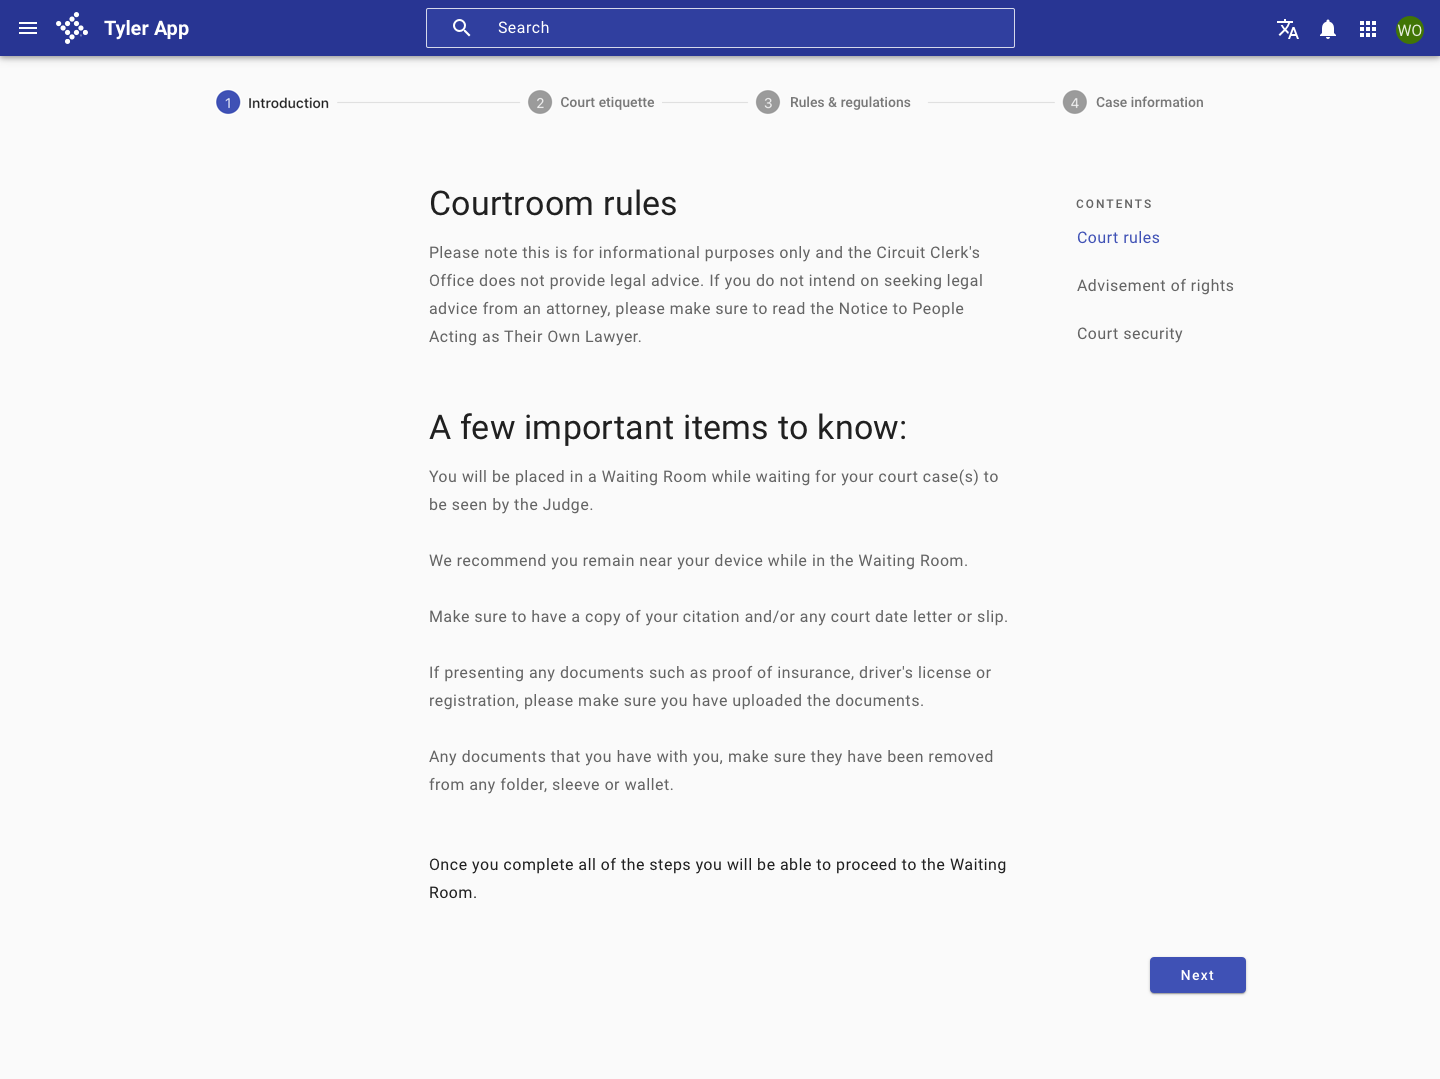 Tyler App
Search
WO
1 Introduction
2 Court etiquette
3 Rules & regulations
4 Case information
Courtroom rules
Please note this is for informational purposes only and the Circuit Clerk's
Office does not provide legal advice. If you do not intend on seeking legal
advice from an attorney, please make sure to read the Notice to People
Acting as Their Own Lawyer.
A few important items to know:
You will be placed in a Waiting Room while waiting for your court case(s) to
be seen by the Judge.
We recommend you remain near your device while in the Waiting Room.
Make sure to have a copy of your citation and/or any court date letter or slip.
If presenting any documents such as proof of insurance, driver's license or
registration, please make sure you have uploaded the documents.
Any documents that you have with you, make sure they have been removed
from any folder, sleeve or wallet.
Once you complete all of the steps you will be able to proceed to the Waiting
Room.
CONTENTS
Court rules
Advisement of rights
Court security
Next